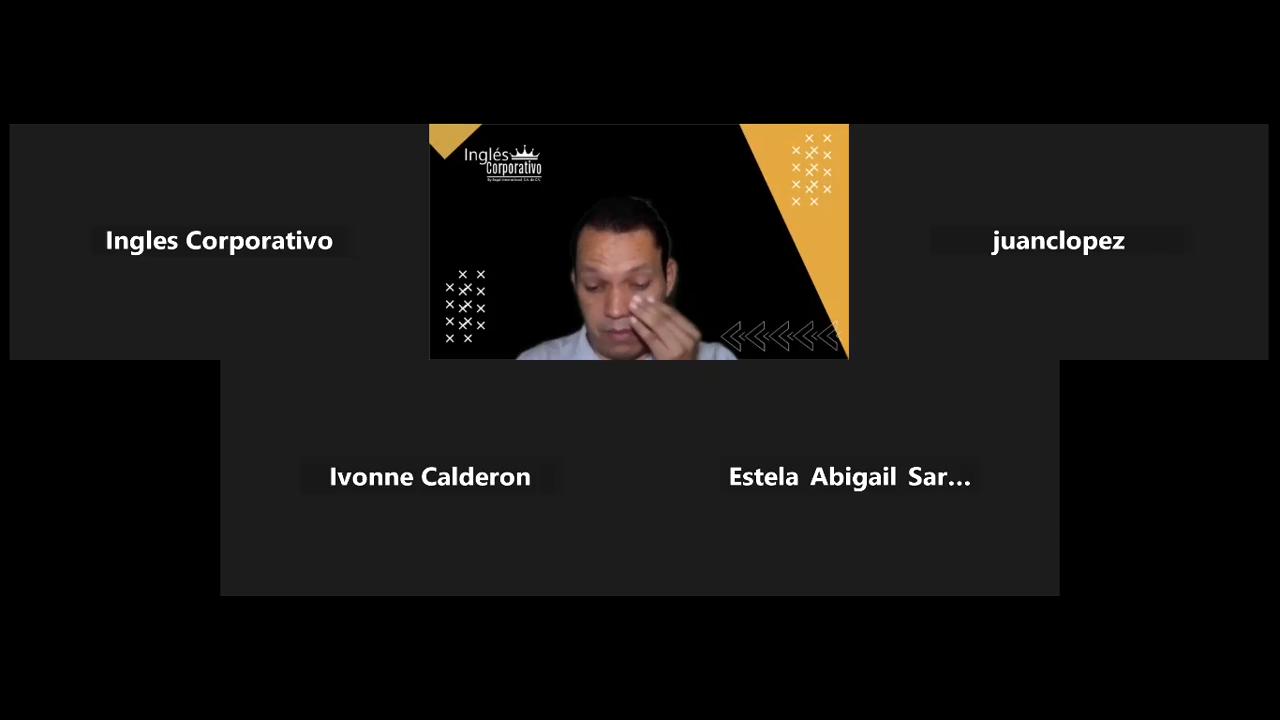 Ingles Corporativo
Inglés
Corporativo
juanclopez
Ivonne Calderon
Estela Abigail Sar...